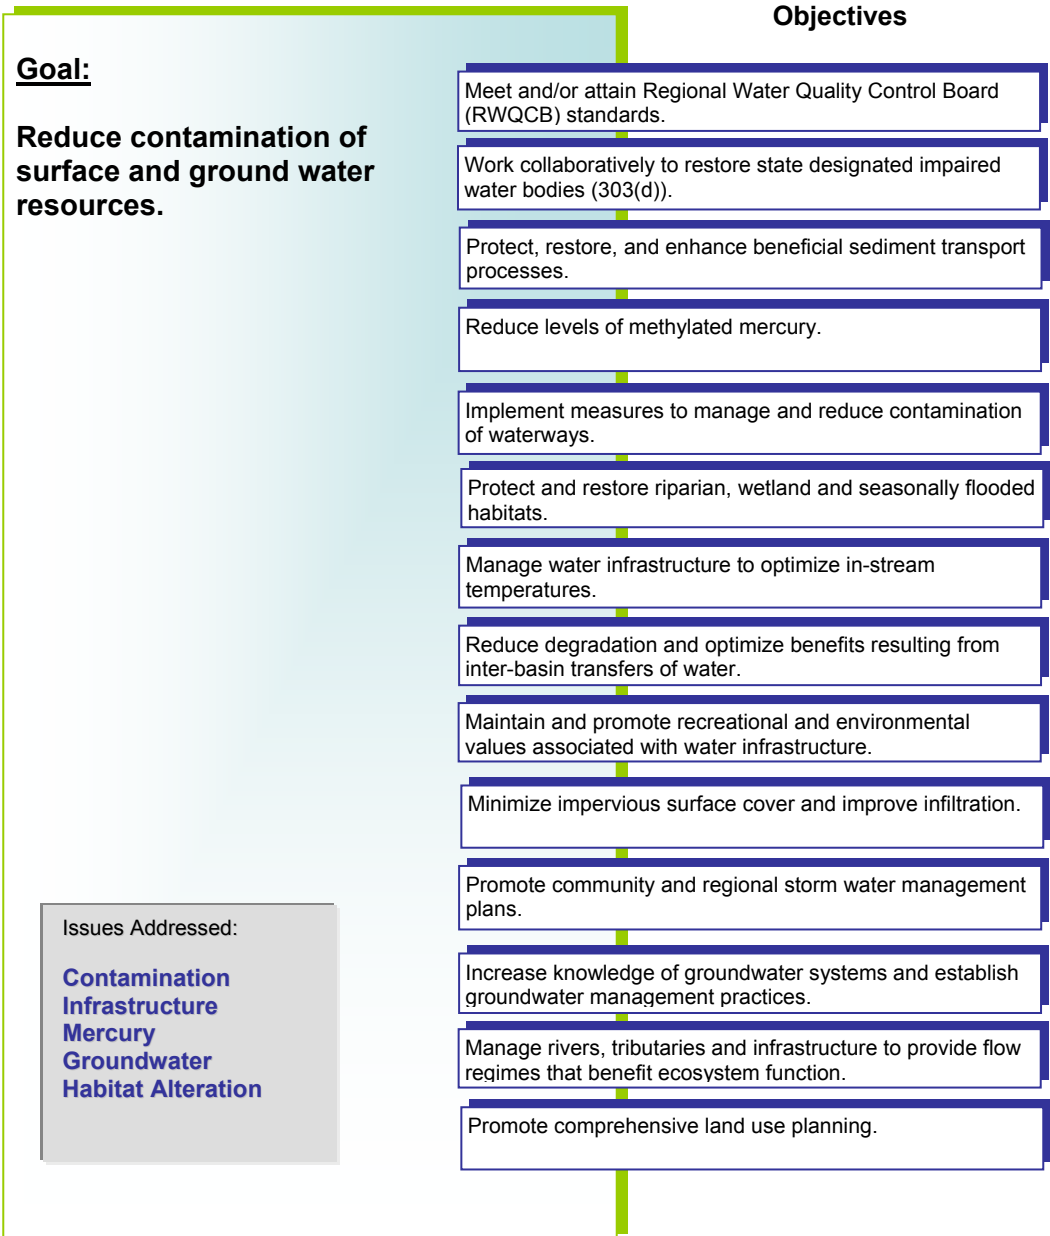 Objectives
Goal:
Reduce contamination of
surface and ground water
resources.
Meet and/or attain Regional Water Quality Control Board
(RWQCB) standards.
Work collaboratively to restore state designated impaired
water bodies (303(d)).
Protect, restore, and enhance beneficial sediment transport
processes.
Reduce levels of methylated mercury.
Implement measures to manage and reduce contamination
of waterways.
Protect and restore riparian, wetland and seasonally flooded
habitats.
Manage water infrastructure to optimize in-stream
temperatures.
Reduce degradation and optimize benefits resulting from
inter-basin transfers of water.
Maintain and promote recreational and environmental
values associated with water infrastructure.
Minimize impervious surface cover and improve infiltration.
Promote community and regional storm water management
plans.
Increase knowledge of groundwater systems and establish
groundwater management practices.
Manage rivers, tributaries and infrastructure to provide flow
regimes that benefit ecosystem function.
Promote comprehensive land use planning.
Issues Addressed:
Contamination
Infrastructure
Mercury
Groundwater
Habitat Alteration